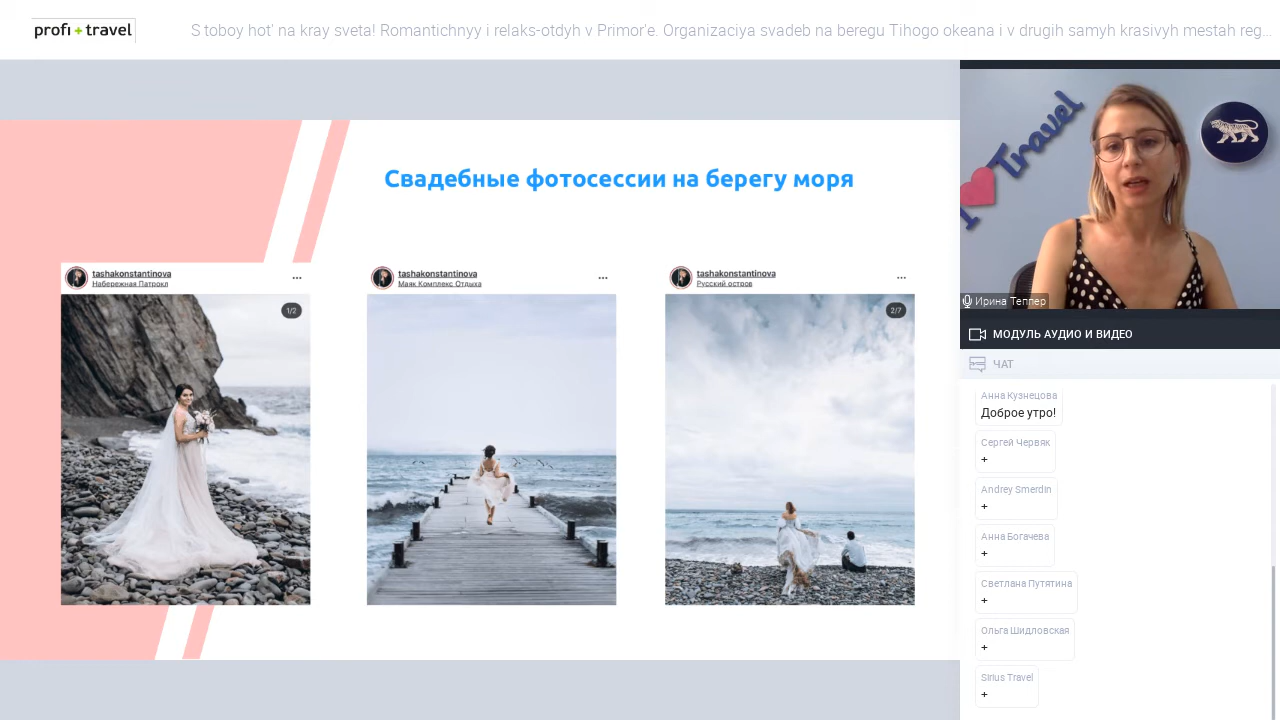 profi + travel
S toboy hot' na kray sveta! Romantichnyy i relaks-otdyh v Primor'e. Organizaciya svadeb na beregu Tihogo okeana i v drugih samyh krasivyh mestah reg...
Свадебные фотосессии на берегу моря
tashakonstantinova
Набережная Патрокл
1/2
tashakonstantinova
Маяк Комплекс Отдыха
tashakonstantinova
Русский остров
2/7
I Travel
Ирина Теппер
МОДУЛЬ АУДИО И ВИДЕО
ЧАТ
Анна Кузнецова
Доброе утро!
Сергей Червяк
+
Andrey Smerdin
+
Анна Богачева
+
Светлана Путятина
+
Ольга Шидловская
+
Sirius Travel
+